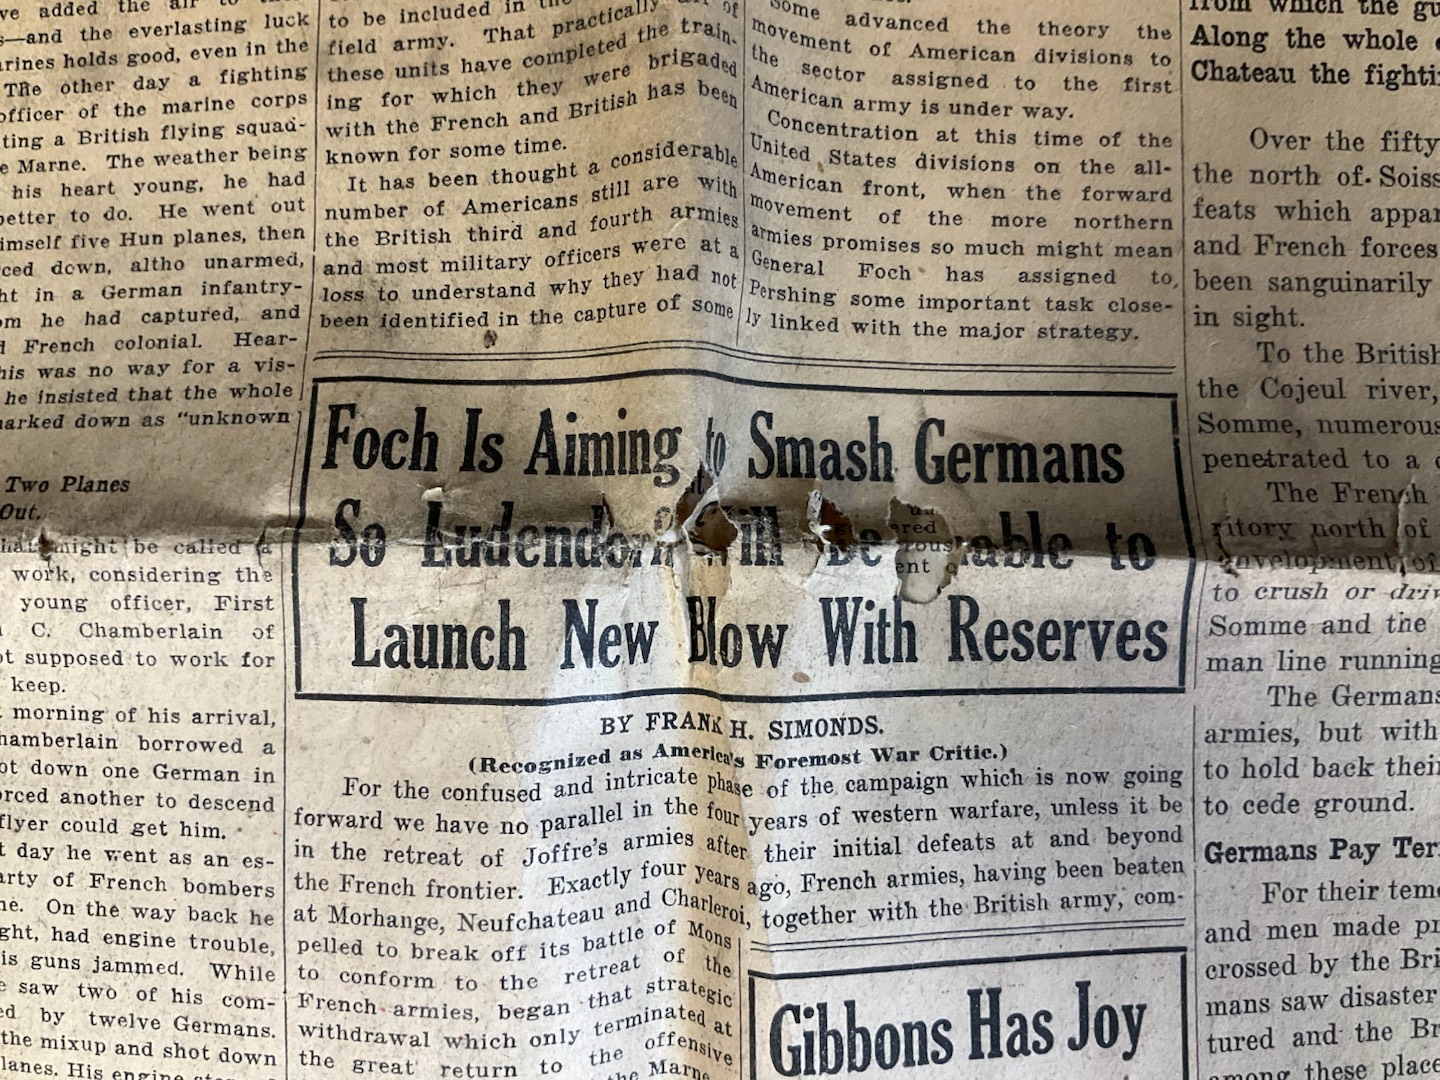 ve added the air to the
s—and the everlasting luck
arines holds good, even in the
The other day a fighting
officer of the marine corps
ting a British flying squad-
e Marne. The weather being
his heart young, he had
better to do. He went out
imself five Hun planes, then
ced down, altho unarmed,
ht in a German infantry-
om he had captured, and
d French colonial. Hear-
his was no way for a vis-
he insisted that the whole
marked down as "unknown
Two Planes
Out.
hat might be called a
work, considering the
young officer, First
C. Chamberlain of
ot supposed to work for
keep.
morning of his arrival,
hamberlain borrowed a
ot down one German in
orced another to descend
flyer could get him.
t day he went as an es-
arty of French bombers
ne. On the way back he
ght, had engine trouble,
is guns jammed. While
e saw two of his com-
ed by twelve Germans.
the mixup and shot down
lanes. His engine
to be included in the
field army. That practically all of
these units have completed the train-
ing for which they were brigaded
with the French and British has been
known for some time.
It has been thought a considerable
number of Americans still are with
the British third and fourth armies
and most military officers were at a
loss to understand why they had not
been identified in the capture of some
Some advanced the theory the
movement of American divisions to
the sector assigned to the first
American army is under way.
Concentration at this time of the
United States divisions on the all-
American front, when the forward
movement of the more northern
armies promises so much might mean
General Foch has assigned to
Pershing some important task close-
ly linked with the major strategy.
Foch Is Aiming to Smash Germans
So Ludendorff Will Be able to
Launch New Blow With Reserves
BY FRANK H. SIMONDS.
(Recognized as America's Foremost War Critic.)
For the confused and intricate phase of the campaign which is now going
forward we have no parallel in the four years of western warfare, unless it be
in the retreat of Joffre's armies after their initial defeats at and beyond
the French frontier. Exactly four years ago, French armies, having been beaten
at Morhange, Neufchateau and Charleroi, together with the British army, com-
pelled to break off its battle of Mons
to conform to the retreat of the
French armies, began that strategic
withdrawal which only terminated at
the great return to the offensive
the Marne
Gibbons Has Joy
from which the gu
Along the whole
Chateau the fighti
Over the fifty
the north of Soiss
feats which appar
and French forces
been sanguinarily
in sight.
To the British
the Cojeul river,
Somme, numerous
penetrated to a
The French
ritory north of
development of
to crush or driv
Somme and the
man line running
The Germans
armies, but with
to hold back their
to cede ground.
Germans Pay Ter
For their teme
and men made pr
crossed by the Bri
mans saw disaster
tured and the Br
among these place